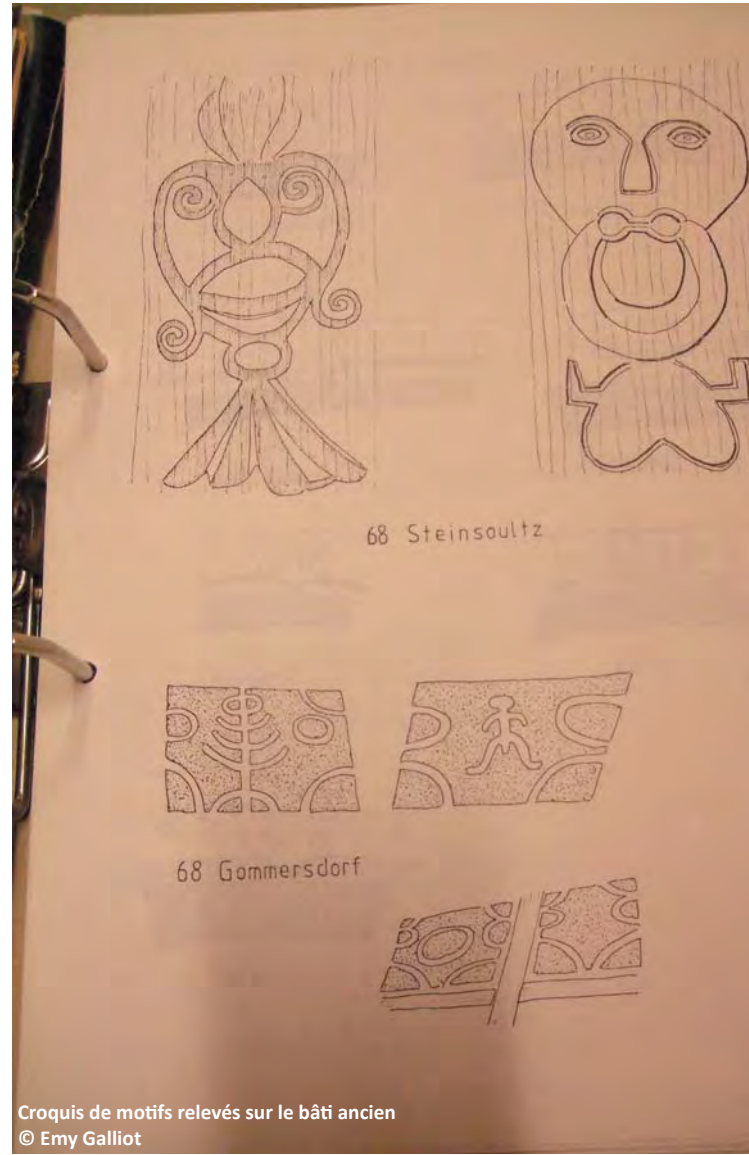 68 Steinsoultz
68 Gommersdorf
Croquis de motifs relevés sur le bâti ancien
© Emy Galliot